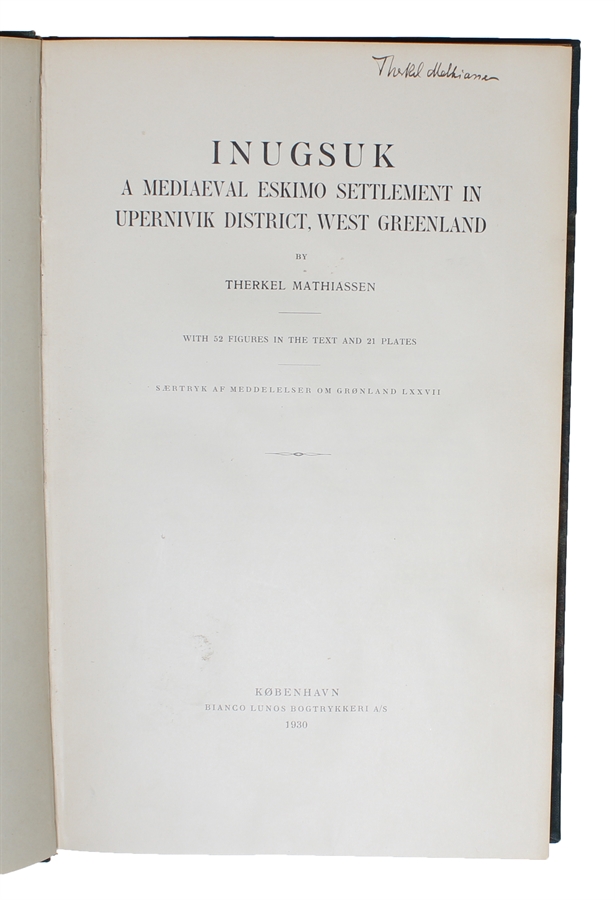 Therkel Mathiassen
INUGSUK
A MEDIAEVAL ESKIMO SETTLEMENT IN
UPERNIVIK DISTRICT, WEST GREENLAND
BY
THERKEL MATHIASSEN
WITH 52 FIGURES IN THE TEXT AND 21 PLATES
SÆRTRYK AF MEDDELELSER OM GRØNLAND LXXVII
KØBENHAVN
BIANCO LUNOS BOGTRYKKERI A/S
1930